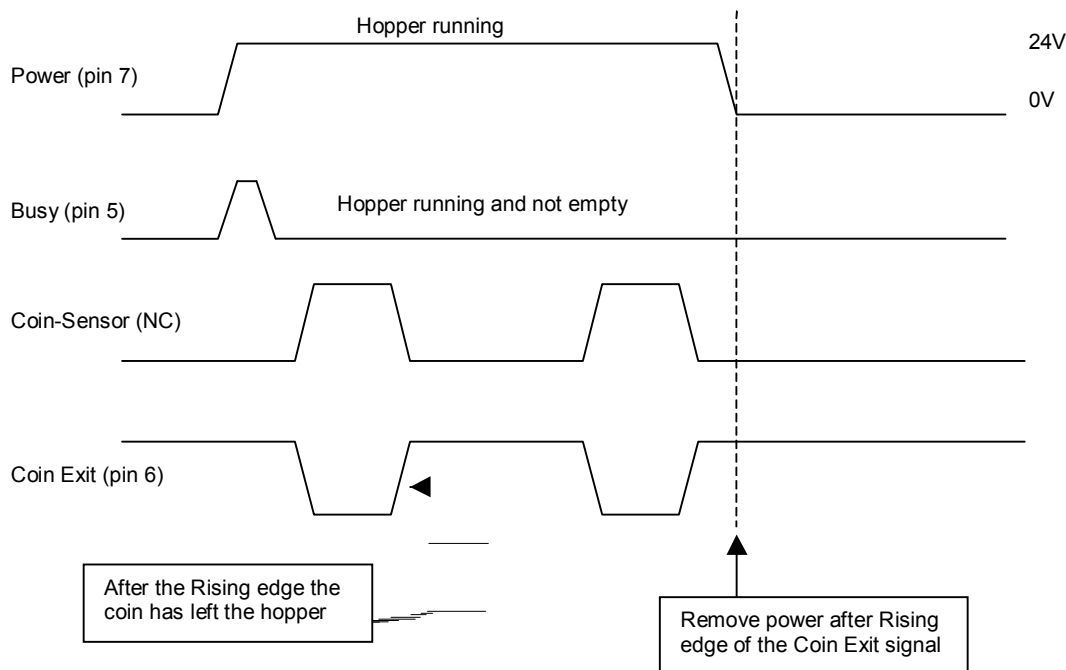 Hopper running
24V
Power (pin 7)
0V
Busy (pin 5)
Hopper running and not empty
Coin-Sensor (NC)
Coin Exit (pin 6)
After the Rising edge the
coin has left the hopper
Remove power after Rising
edge of the Coin Exit signal